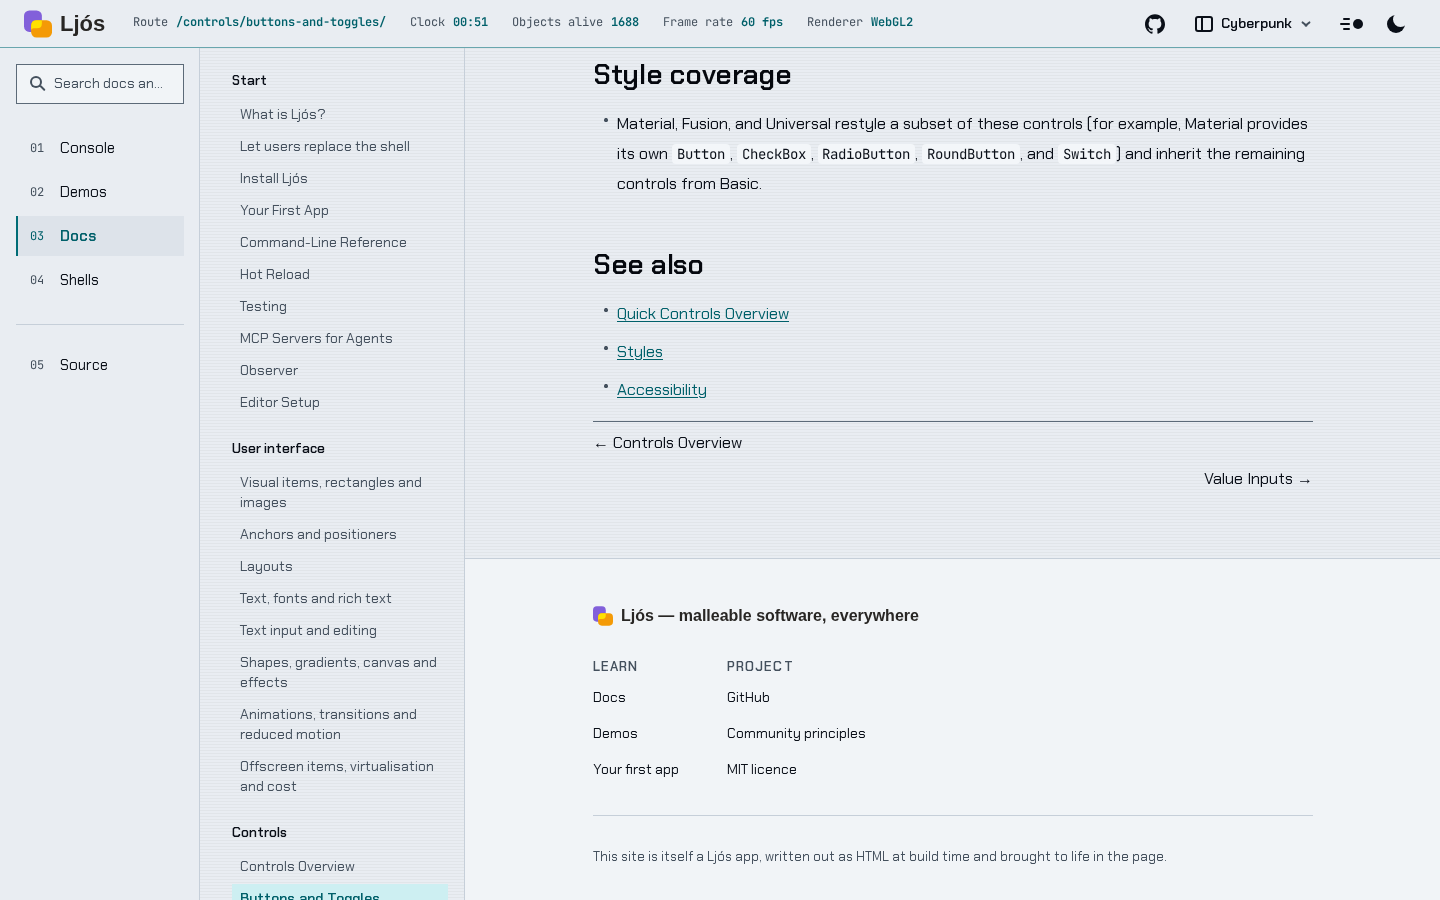 Ljós
Route /controls/buttons-and-toggles/ Clock 00:51 Objects alive 1688 Frame rate 60 fps Renderer WebGL2
Cyberpunk
Search docs an...
01 Console
02 Demos
03 Docs
04 Shells
05 Source
Start
What is Ljós?
Let users replace the shell
Install Ljós
Your First App
Command-Line Reference
Hot Reload
Testing
MCP Servers for Agents
Observer
Editor Setup
User interface
Visual items, rectangles and
images
Anchors and positioners
Layouts
Text, fonts and rich text
Text input and editing
Shapes, gradients, canvas and
effects
Animations, transitions and
reduced motion
Offscreen items, virtualisation
and cost
Controls
Controls Overview
Buttons and Toggles
Style coverage
• Material, Fusion, and Universal restyle a subset of these controls (for example, Material provides
its own Button, CheckBox, RadioButton, RoundButton, and Switch) and inherit the remaining
controls from Basic.
See also
• Quick Controls Overview
• Styles
• Accessibility
← Controls Overview
Value Inputs →
Ljós — malleable software, everywhere
LEARN
Docs
Demos
Your first app
PROJECT
GitHub
Community principles
MIT licence
This site is itself a Ljós app, written out as HTML at build time and brought to life in the page.